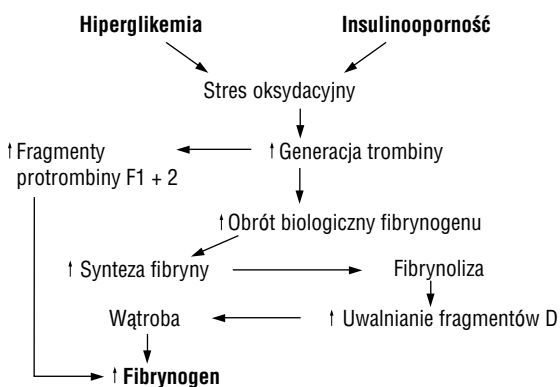 Hiperglikemia Insulinooporność
Stres oksydacyjny
↑ Fragmenty
protrombiny F1 + 2
↑ Generacja trombiny
↑ Obrót biologiczny fibrynogenu
↑ Synteza fibryny Fibrynoliza
Wątroba ↑ Uwalnianie fragmentów D
↑ Fibrynogen